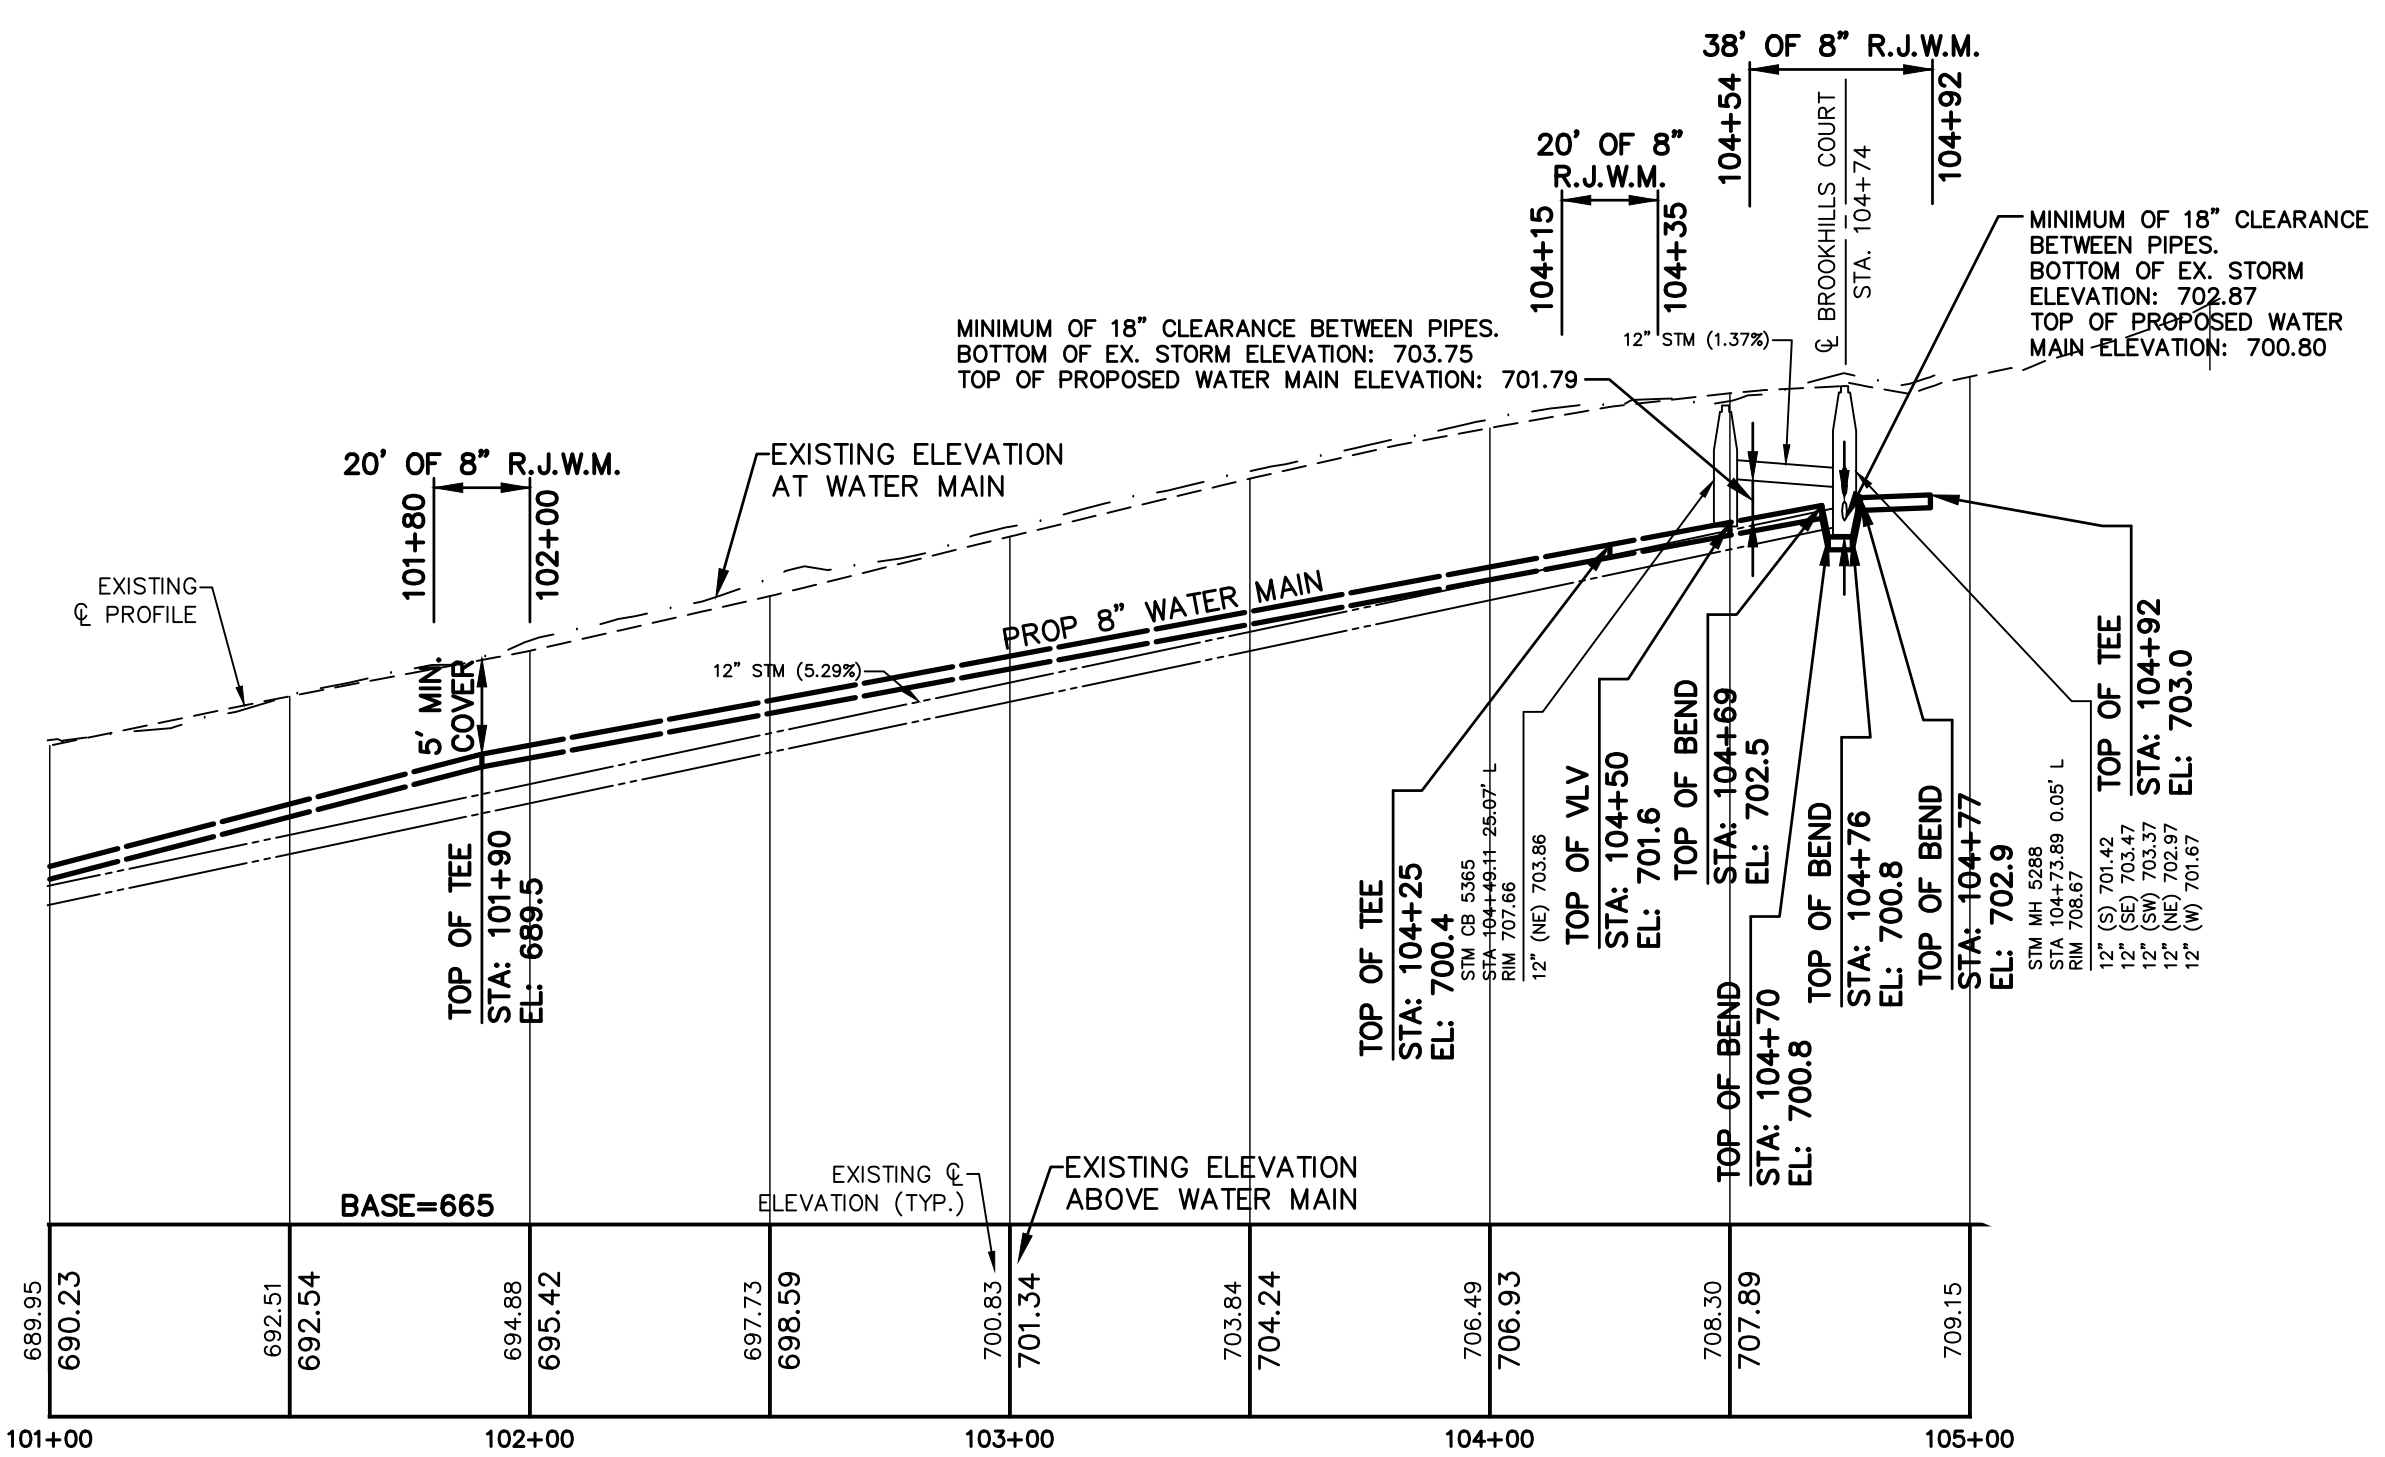 38' OF 8" R.J.W.M.
104+54
104+92
℄ BROOKHILLS COURT
STA. 104+74
20' OF 8"
R.J.W.M.
104+15
104+35
MINIMUM OF 18" CLEARANCE
BETWEEN PIPES.
BOTTOM OF EX. STORM
ELEVATION: 702.87
TOP OF PROPOSED WATER
MAIN ELEVATION: 700.80
MINIMUM OF 18" CLEARANCE BETWEEN PIPES.
BOTTOM OF EX. STORM ELEVATION: 703.75
TOP OF PROPOSED WATER MAIN ELEVATION: 701.79
12" STM (1.37%)
20' OF 8" R.J.W.M.
101+80
102+00
EXISTING ELEVATION
AT WATER MAIN
EXISTING
℄ PROFILE
5' MIN.
COVER
PROP 8" WATER MAIN
12" STM (5.29%)
TOP OF TEE
STA: 101+90
EL: 689.5
TOP OF TEE
STA: 104+25
EL: 700.4
STM CB 5365
STA 104+49.11 25.07' L
RIM 707.66
12" (NE) 703.86
TOP OF VLV
STA: 104+50
EL: 701.6
TOP OF BEND
STA: 104+69
EL: 702.5
TOP OF BEND
STA: 104+70
EL: 700.8
TOP OF BEND
STA: 104+76
EL: 700.8
TOP OF BEND
STA: 104+77
EL: 702.9
STM MH 5288
STA 104+73.89 0.05' L
RIM 708.67
12" (S) 701.42
12" (SE) 703.47
12" (SW) 703.37
12" (NE) 702.97
12" (W) 701.67
TOP OF TEE
STA: 104+92
EL: 703.0
BASE=665
EXISTING ℄
ELEVATION (TYP.)
EXISTING ELEVATION
ABOVE WATER MAIN
689.95
690.23
692.51
692.54
694.88
695.42
697.73
698.59
700.83
701.34
703.84
704.24
706.49
706.93
708.30
707.89
709.15
101+00
102+00
103+00
104+00
105+00